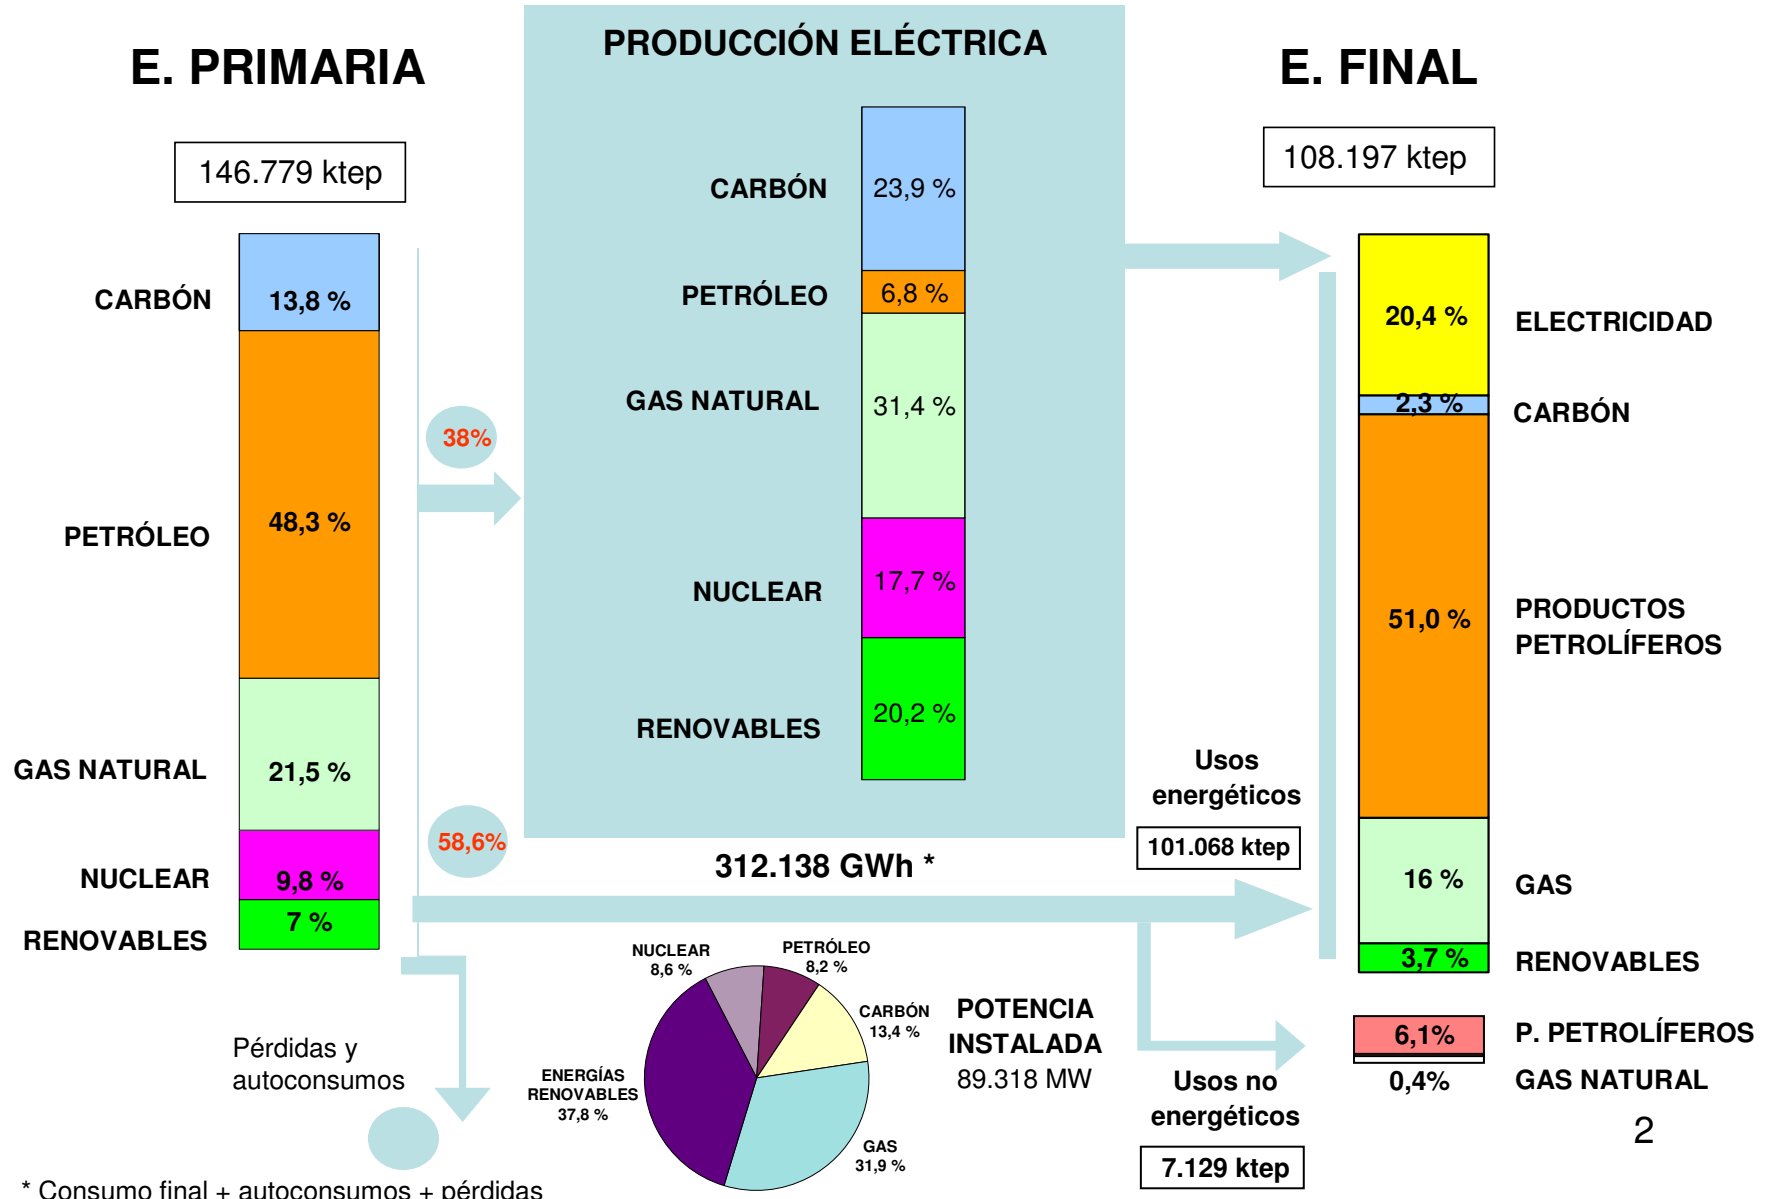 E. PRIMARIA
146.779 ktep
CARBÓN
13,8 %
PETRÓLEO
48,3 %
GAS NATURAL
21,5 %
NUCLEAR
9,8 %
RENOVABLES
7 %
38%
58,6%
Pérdidas y
autoconsumos
PRODUCCIÓN ELÉCTRICA
CARBÓN
23,9 %
PETRÓLEO
6,8 %
GAS NATURAL
31,4 %
NUCLEAR
17,7 %
RENOVABLES
20,2 %
312.138 GWh *
NUCLEAR
8,6 %
PETRÓLEO
8,2 %
CARBÓN
13,4 %
ENERGÍAS
RENOVABLES
37,8 %
GAS
31,9 %
POTENCIA
INSTALADA
89.318 MW
E. FINAL
108.197 ktep
20,4 %
ELECTRICIDAD
2,3 %
CARBÓN
51,0 %
PRODUCTOS
PETROLÍFEROS
16 %
GAS
3,7 %
RENOVABLES
Usos
energéticos
101.068 ktep
6,1%
P. PETROLÍFEROS
0,4%
GAS NATURAL
Usos no
energéticos
7.129 ktep
2
* Consumo final + autoconsumos + pérdidas